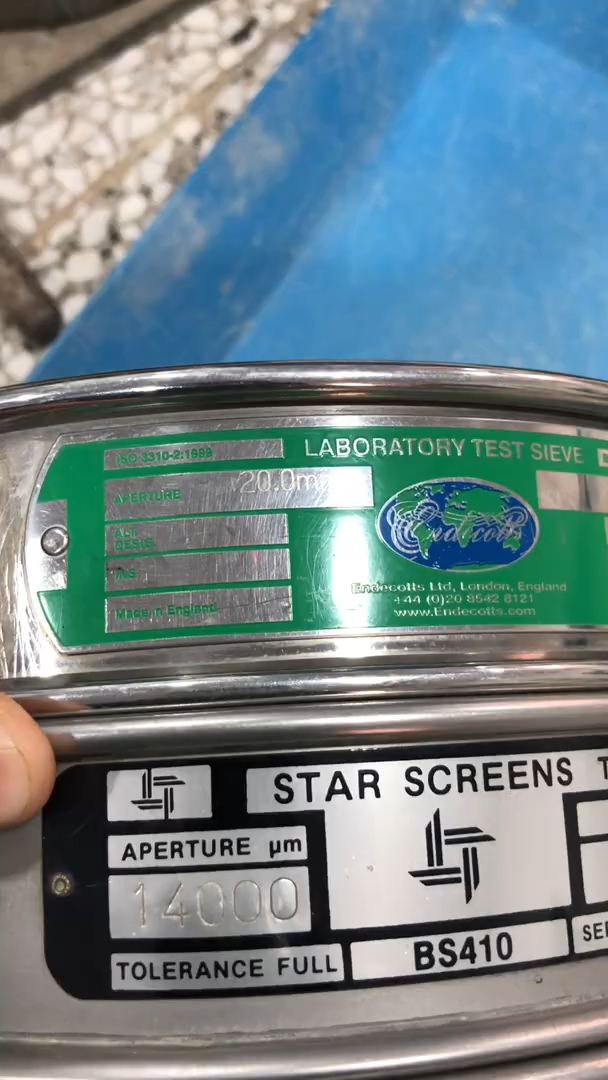 ISO 3310-2:1999
LABORATORY TEST SIEVE
APERTURE 20.0m
Endecotts
Made in England
Endecotts Ltd, London, England
+44 (0)20 8542 8121
www.Endecotts.com
STAR SCREENS T
APERTURE µm
14000
TOLERANCE FULL
BS410